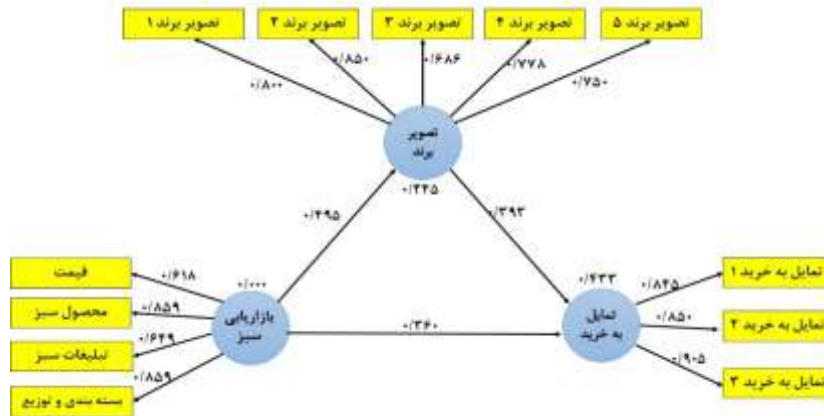 تصویر برند ۱
تصویر برند ۲
تصویر برند ۳
تصویر برند ۴
تصویر برند ۵
۰/۸۰۰
۰/۸۵۰
۰/۶۸۶
۰/۷۷۸
۰/۷۵۰
تصویر
برند
۰/۲۴۵
۰/۴۹۵
۰/۳۹۳
قیمت
محصول سبز
تبلیغات سبز
بسته بندی و توزیع
۰/۶۱۸
۰/۸۵۹
۰/۶۴۹
۰/۸۵۹
۰/۰۰۰
بازاریابی
سبز
۰/۳۶۰
۰/۴۳۳
تمایل
به خرید
۰/۸۴۵
۰/۸۵۰
۰/۹۰۵
تمایل به خرید ۱
تمایل به خرید ۲
تمایل به خرید ۳